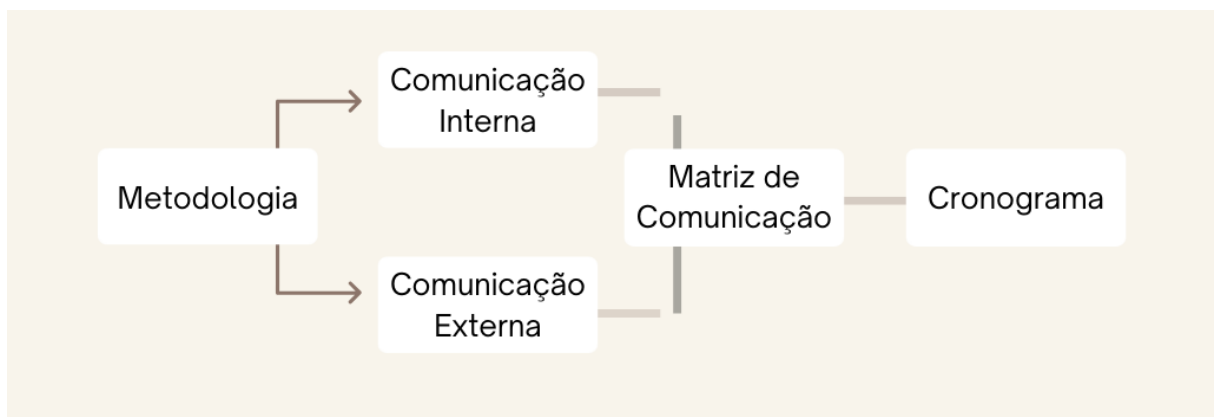 Metodologia
Comunicação
Interna
Comunicação
Externa
Matriz de
Comunicação
Cronograma